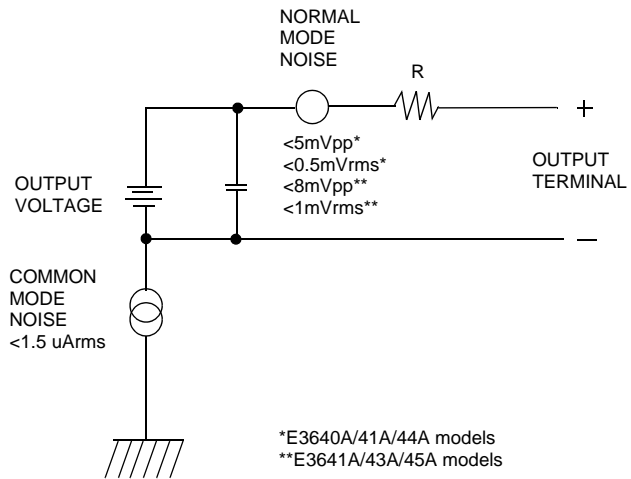 NORMAL
MODE
NOISE
R
+
<5mVpp*
<0.5mVrms*
<8mVpp**
<1mVrms**
OUTPUT
TERMINAL
OUTPUT
VOLTAGE
—
COMMON
MODE
NOISE
<1.5 uArms
*E3640A/41A/44A models
**E3641A/43A/45A models